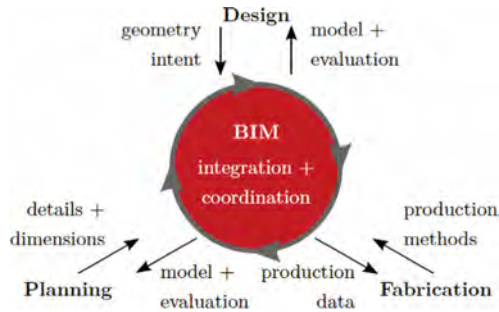 Design
geometry
intent
model +
evaluation
BIM
integration +
coordination
details +
dimensions
production
methods
Planning
model +
evaluation
production
data
Fabrication